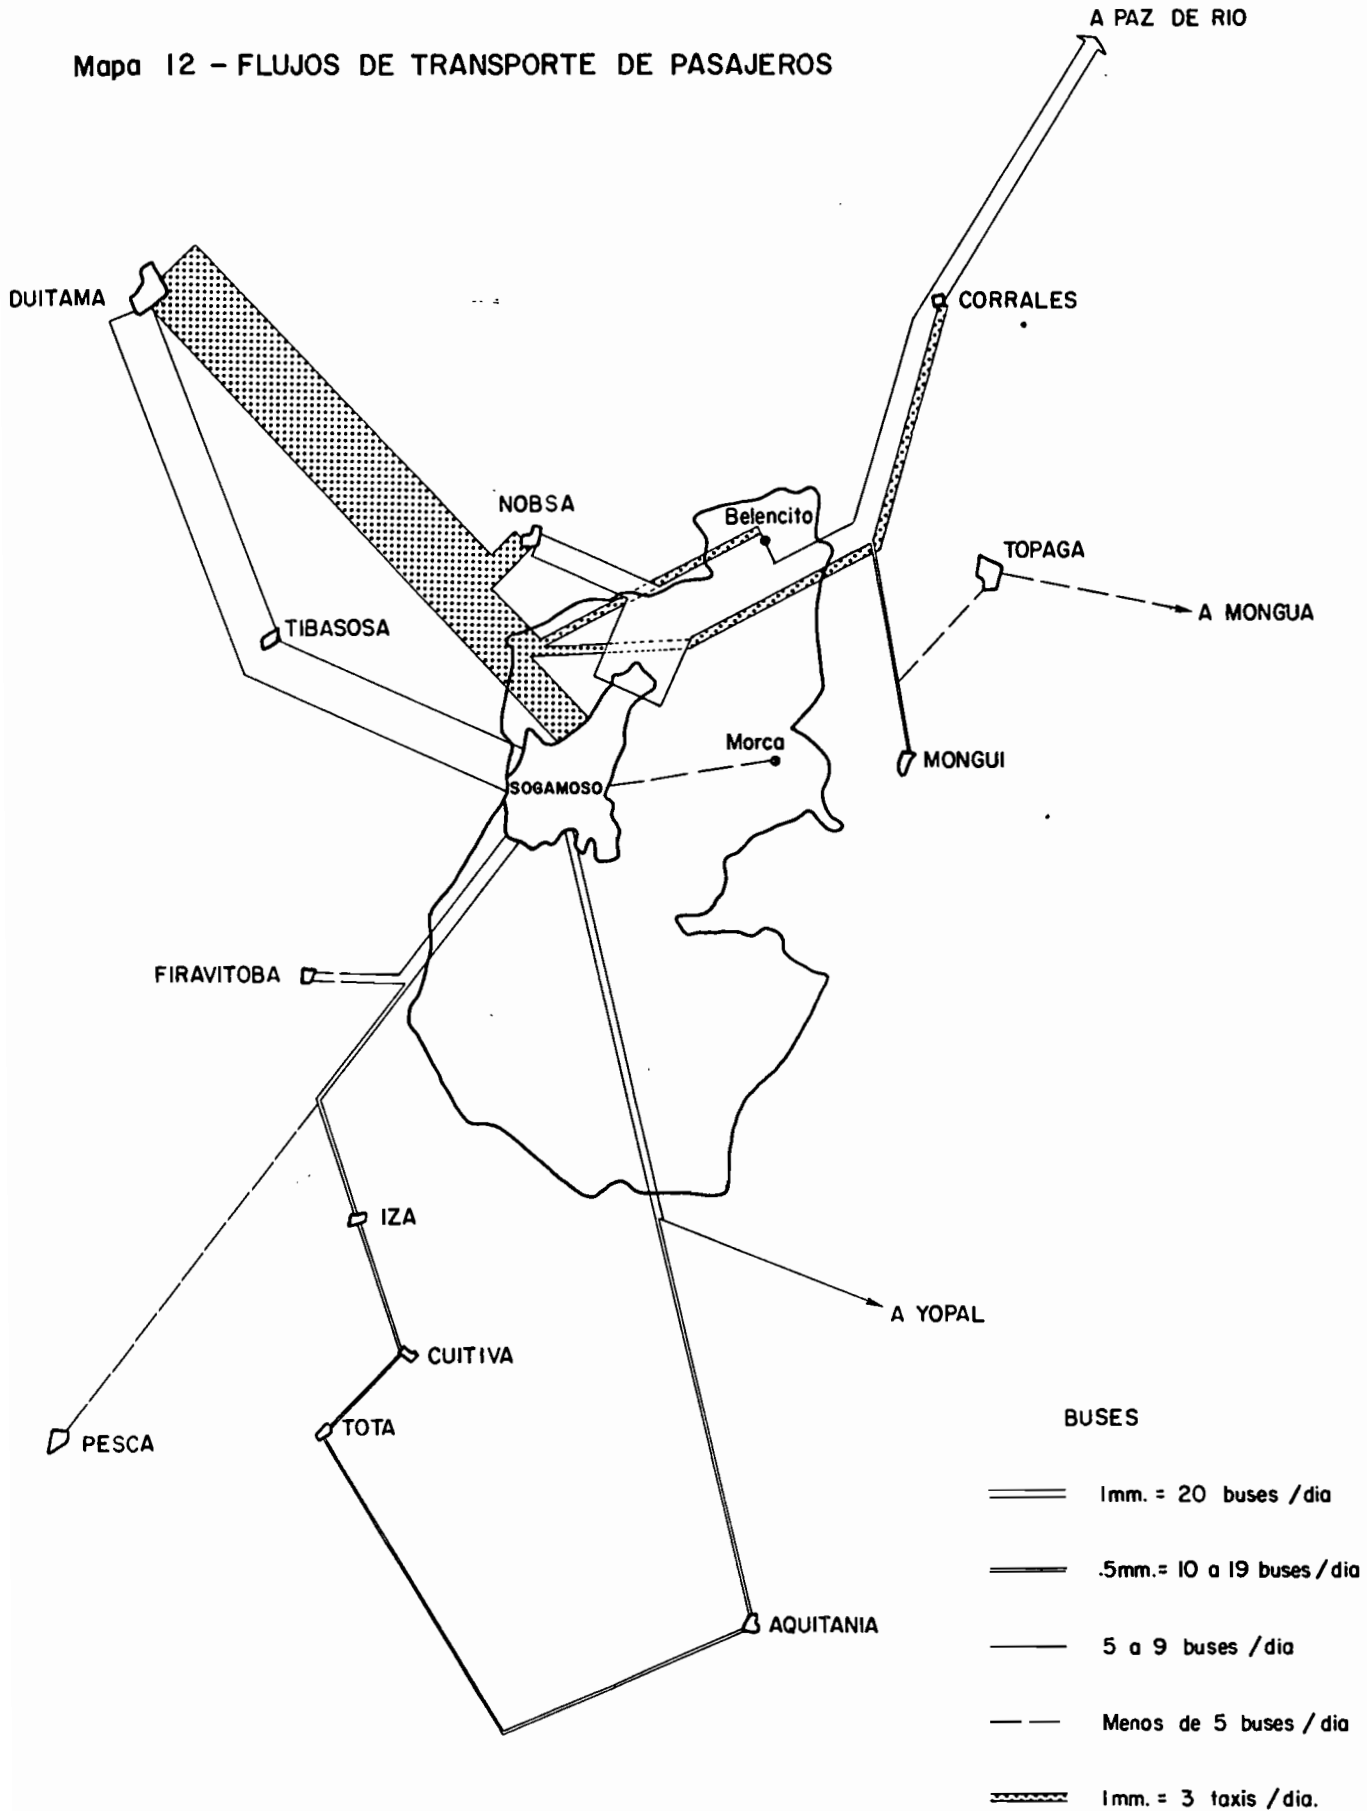 A PAZ DE RIO
Mapa 12 - FLUJOS DE TRANSPORTE DE PASAJEROS
DUITAMA
CORRALES
NOBSA
Belencito
TOPAGA
A MONGUA
TIBASOSA
Morca
MONGUI
SOGAMOSO
FIRAVITOBA
IZA
A YOPAL
CUITIVA
TOTA
PESCA
AQUITANIA
BUSES
1mm. = 20 buses /dia
.5mm.= 10 a 19 buses/dia
5 a 9 buses /dia
Menos de 5 buses /dia
1mm. = 3 taxis /dia.